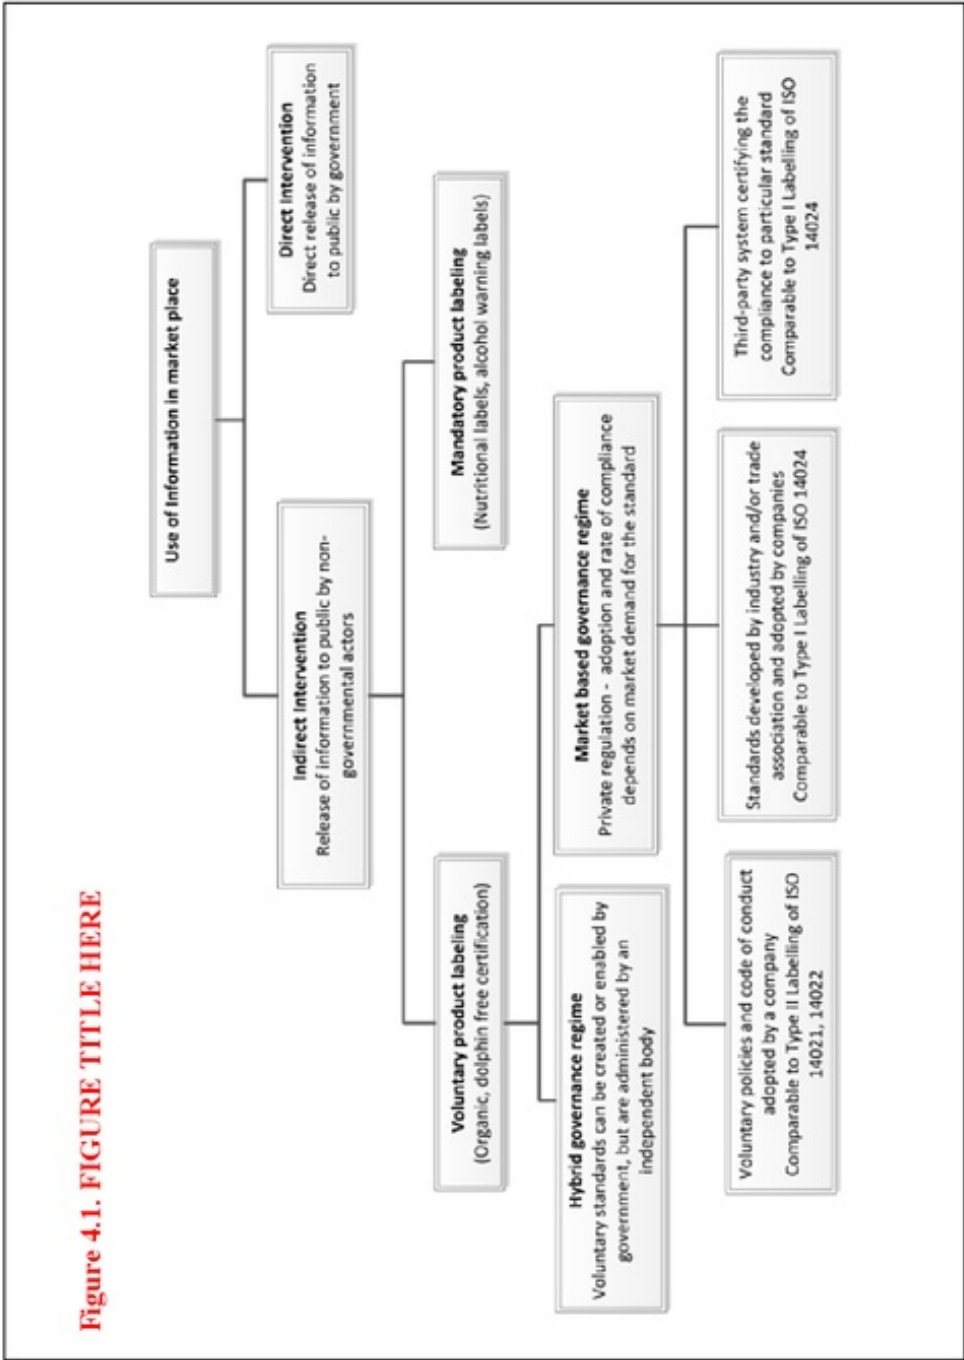 Figure 4.1. FIGURE TITLE HERE
Use of Information in market place
Indirect Intervention
Release of information to public by non-
governmental actors
Direct Intervention
Direct release of information
to public by government
Voluntary product labeling
(Organic, dolphin free certification)
Mandatory product labeling
(Nutritional labels, alcohol warning labels)
Hybrid governance regime
Voluntary standards can be created or enabled by
government, but are administered by an
independent body
Market based governance regime
Private regulation - adoption and rate of compliance
depends on market demand for the standard
Voluntary policies and code of conduct
adopted by a company
Comparable to Type II Labelling of ISO
14021, 14022
Standards developed by industry and/or trade
association and adopted by companies
Comparable to Type I Labelling of ISO 14024
Third-party system certifying the
compliance to particular standard
Comparable to Type I Labelling of ISO
14024